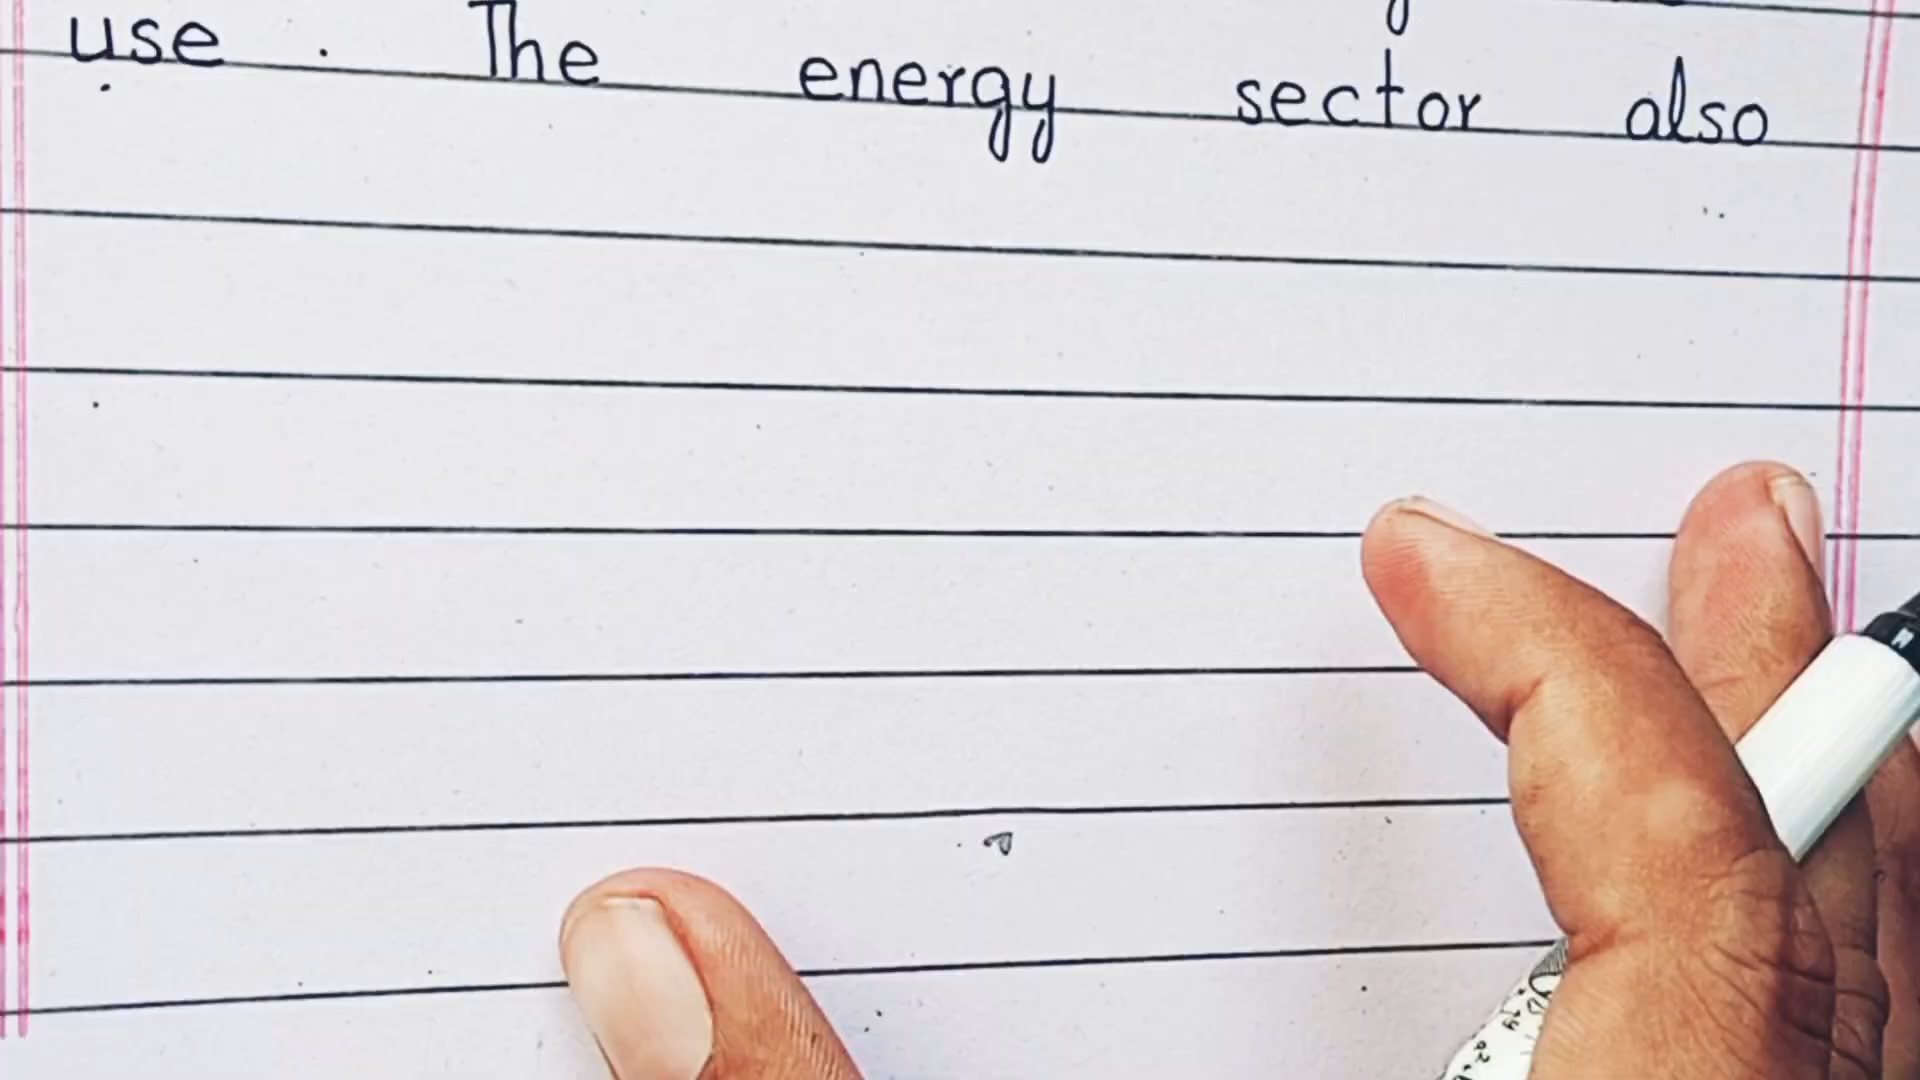 use . The energy sector also